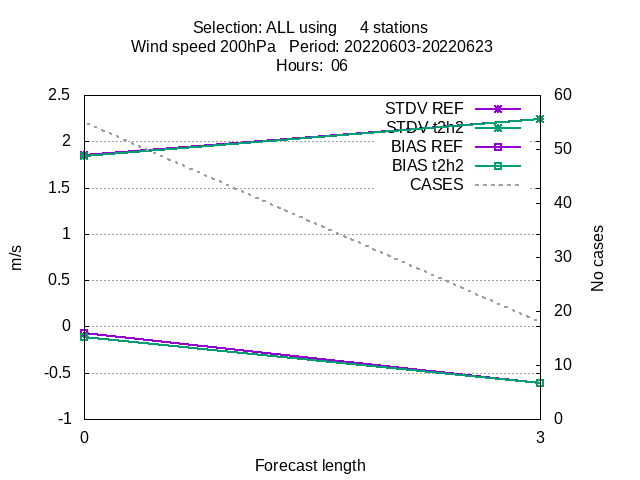 Selection: ALL using 4 stations
Wind speed 200hPa Period: 20220603-20220623
Hours: 06
2.5
2
1.5
1
0.5
0
-0.5
-1
60
50
40
30
20
10
0
STDV REF
STDV t2h2
BIAS REF
BIAS t2h2
CASES
m/s
No cases
0
3
Forecast length